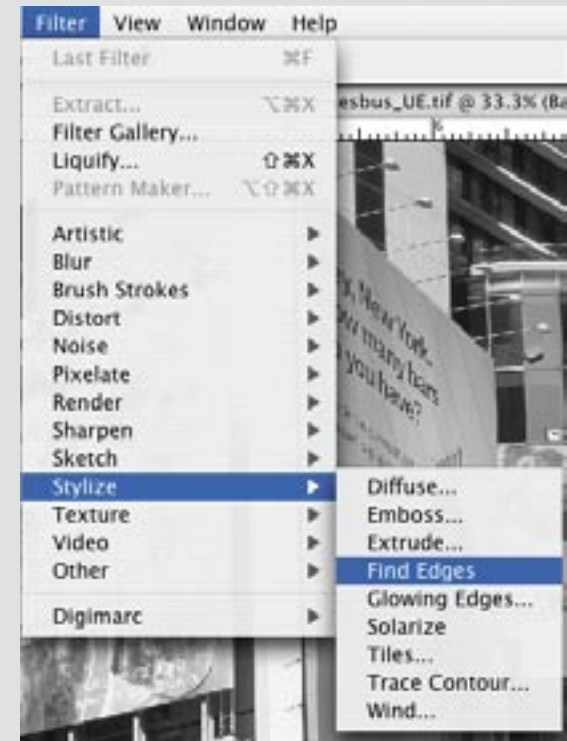 Filter View Window Help
Last Filter ⌘F
Extract... ⌥⌘X
Filter Gallery...
Liquify... ⇧⌘X
Pattern Maker... ⌥⇧⌘X
Artistic
Blur
Brush Strokes
Distort
Noise
Pixelate
Render
Sharpen
Sketch
Stylize
Texture
Video
Other
Digimarc
Diffuse...
Emboss...
Extrude...
Find Edges
Glowing Edges...
Solarize
Tiles...
Trace Contour...
Wind...
esbus_UE.tif @ 33.3% (Ba
y, New York.
ow many bars
you have?